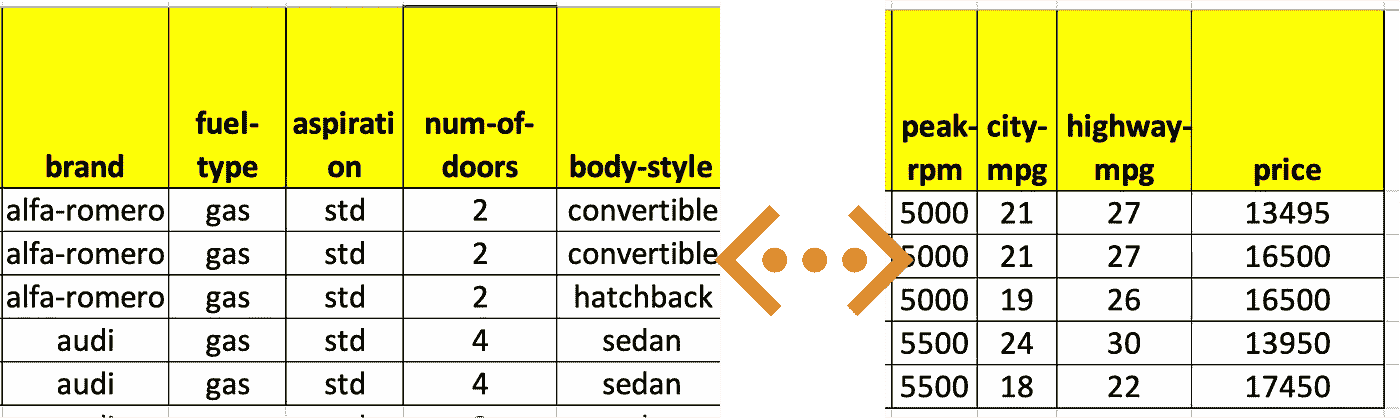 brand fuel-type aspirati on num-of-doors body-style peak-rpm city-mpg highway-mpg price
alfa-romero gas std 2 convertible 5000 21 27 13495
alfa-romero gas std 2 convertible 5000 21 27 16500
alfa-romero gas std 2 hatchback 5000 19 26 16500
audi gas std 4 sedan 5500 24 30 13950
audi gas std 4 sedan 5500 18 22 17450